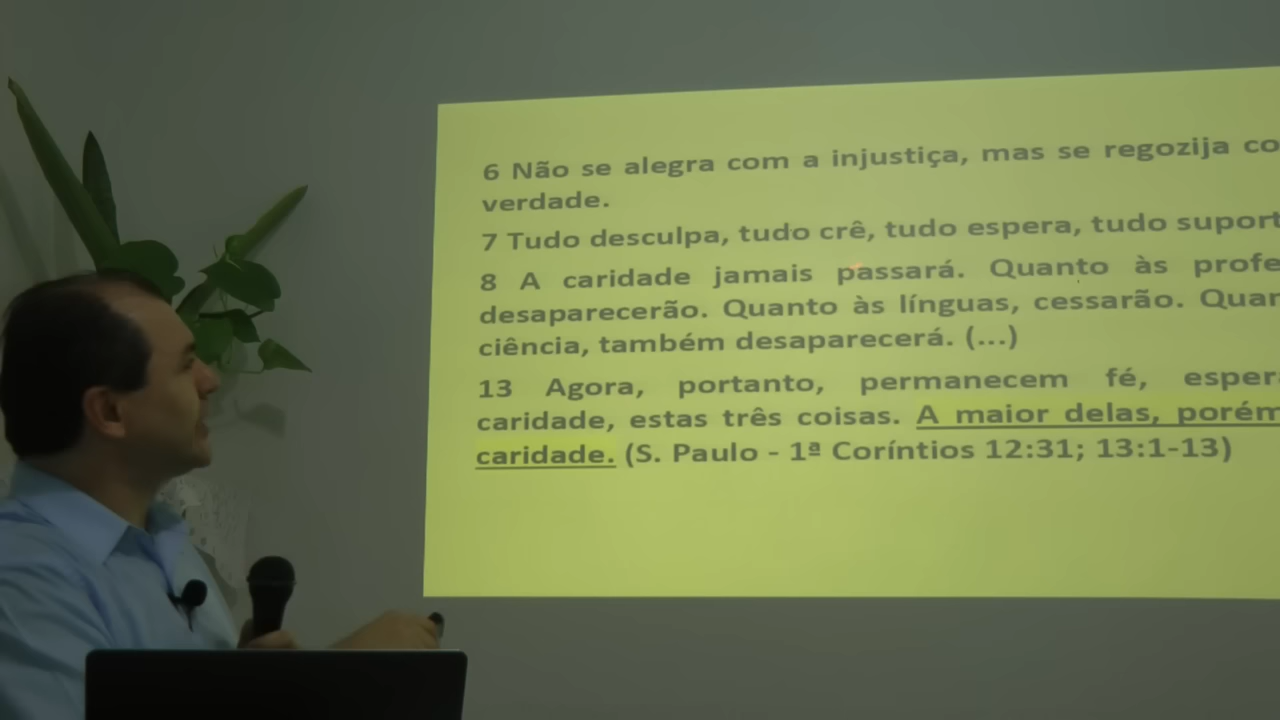 6 Não se alegra com a injustiça, mas se regozija co
verdade.
7 Tudo desculpa, tudo crê, tudo espera, tudo suport
8 A caridade jamais passará. Quanto às profe
desaparecerão. Quanto às línguas, cessarão. Quan
ciência, também desaparecerá. (...)
13 Agora, portanto, permanecem fé, espera
caridade, estas três coisas. A maior delas, porém
caridade. (S. Paulo - 1ª Coríntios 12:31; 13:1-13)